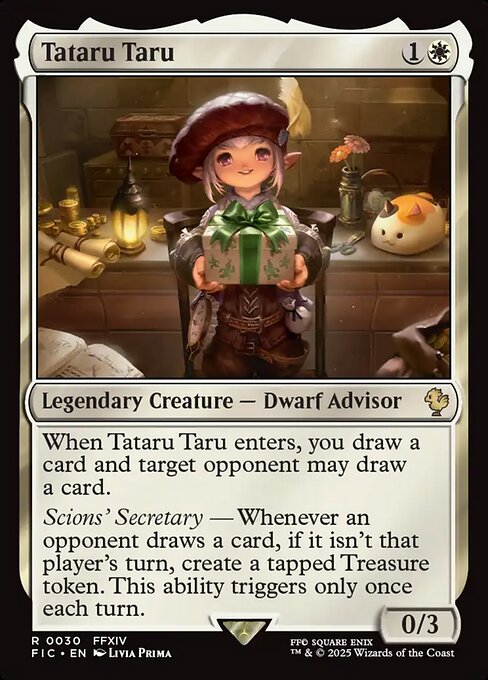 Tataru Taru 1
Legendary Creature — Dwarf Advisor
When Tataru Taru enters, you draw a
card and target opponent may draw
a card.
Scions' Secretary — Whenever an
opponent draws a card, if it isn't that
player's turn, create a tapped Treasure
token. This ability triggers only once
each turn.
0/3
R 0030 FFXIV
FIC • EN Livia Prima
FF© SQUARE ENIX
™ & © 2025 Wizards of the Coast